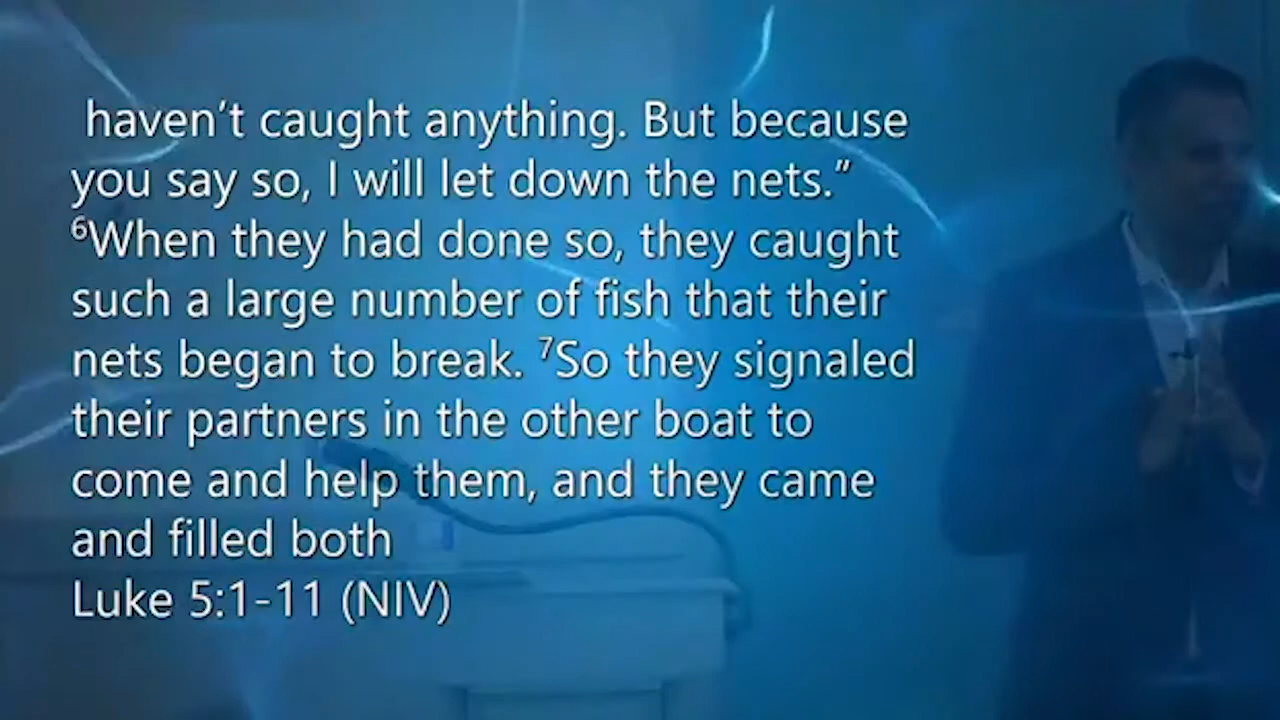 haven’t caught anything. But because
you say so, I will let down the nets.”
⁶When they had done so, they caught
such a large number of fish that their
nets began to break. ⁷So they signaled
their partners in the other boat to
come and help them, and they came
and filled both
Luke 5:1-11 (NIV)